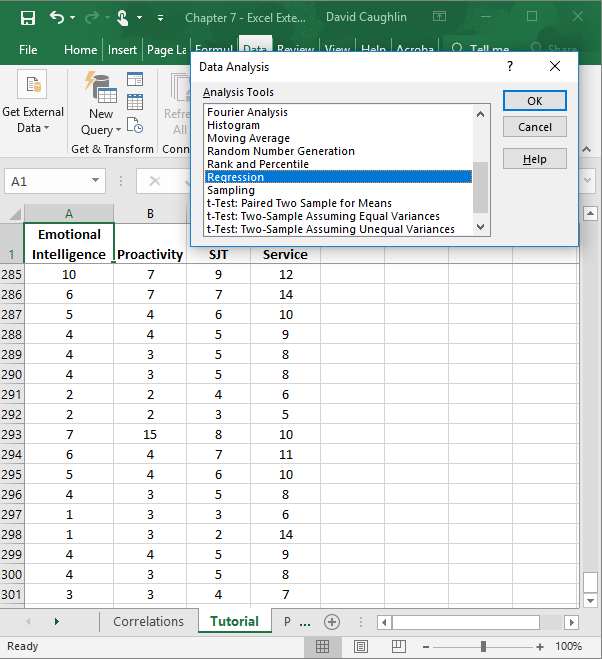 Chapter 7 - Excel Exte... David Caughlin
File Home Insert Page La Formul Data Review View Help Acroba Tell me Share
Data Analysis ? ×
Analysis Tools
Fourier Analysis
Histogram
Moving Average
Random Number Generation
Rank and Percentile
Regression
Sampling
t-Test: Paired Two Sample for Means
t-Test: Two-Sample Assuming Equal Variances
t-Test: Two-Sample Assuming Unequal Variances
OK
Cancel
Help
Get External
Data
New
Query
Refre
All
Get & Transform Conn
A1
A B
1 Emotional
Intelligence Proactivity SJT Service
285 10 7 9 12
286 6 7 7 14
287 5 4 6 10
288 4 4 5 9
289 4 3 5 8
290 4 3 5 8
291 2 2 4 6
292 2 2 3 5
293 7 15 8 10
294 6 4 7 11
295 5 4 6 10
296 4 3 5 8
297 1 3 3 6
298 1 3 2 14
299 4 4 5 9
300 4 3 5 8
301 3 3 4 7
Correlations Tutorial P ...
Ready 100%